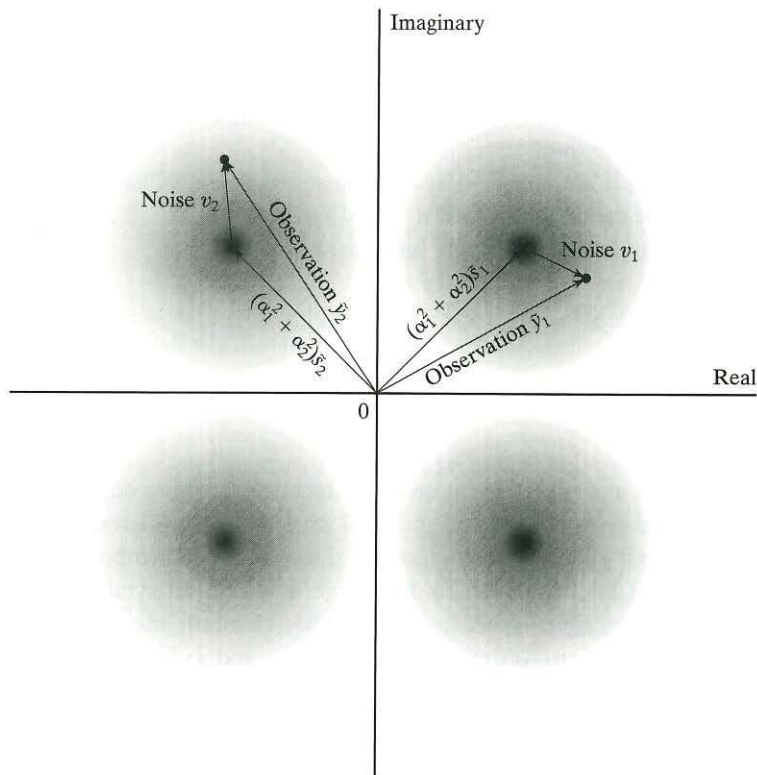 Imaginary
Noise v₂
Observation ỹ₂
(α₁² + α₂²)s̃₂
(α₁² + α₂²)s̃₁
Noise v₁
Observation ỹ₁
Real
0